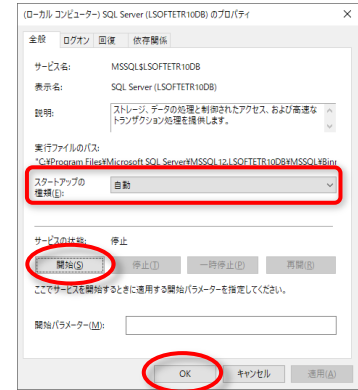 (ローカル コンピューター) SQL Server (LSOFTETR10DB) のプロパティ
全般 ログオン 回復 依存関係
サービス名: MSSQL$LSOFTETR10DB
表示名: SQL Server (LSOFTETR10DB)
説明: ストレージ、データの処理と制御されたアクセス、および高速な
トランザクション処理を提供します。
実行ファイルのパス:
"C:¥Program Files¥Microsoft SQL Server¥MSSQL12.LSOFTETR10DB¥MSSQL¥Binn
スタートアップの
種類(E): 自動
サービスの状態: 停止
開始(S) 停止(T) 一時停止(P) 再開(R)
ここでサービスを開始するときに適用する開始パラメーターを指定してください。
開始パラメーター(M):
OK キャンセル 適用(A)